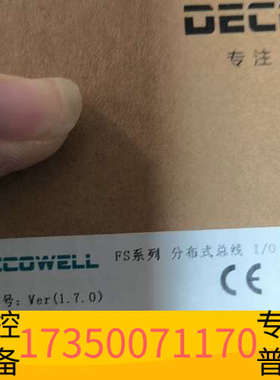 DECO
专注
ECOWELL FS系列 分布式总线 I/O
号: Ver(1.7.0)
CE
控 专
备 17350071170 普